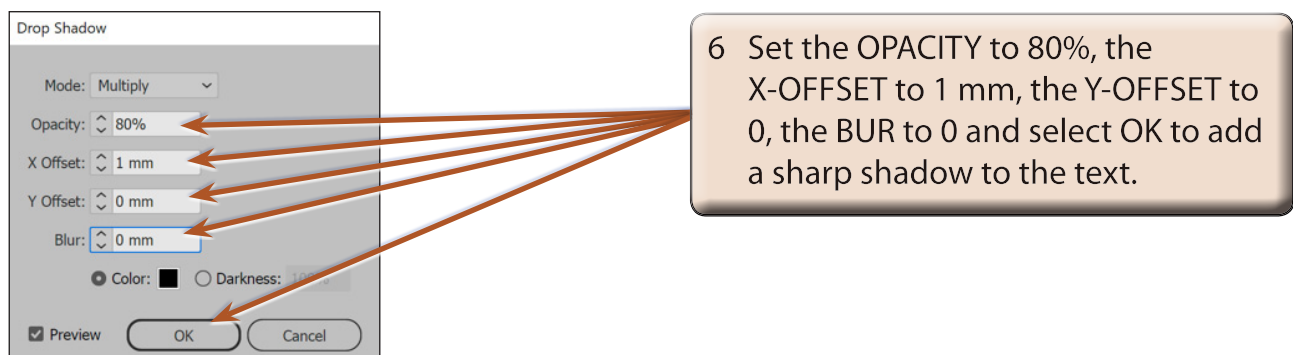 Drop Shadow
Mode: Multiply
Opacity: 80%
X Offset: 1 mm
Y Offset: 0 mm
Blur: 0 mm
Color: Darkness:
Preview OK Cancel
6 Set the OPACITY to 80%, the
X-OFFSET to 1 mm, the Y-OFFSET to
0, the BUR to 0 and select OK to add
a sharp shadow to the text.